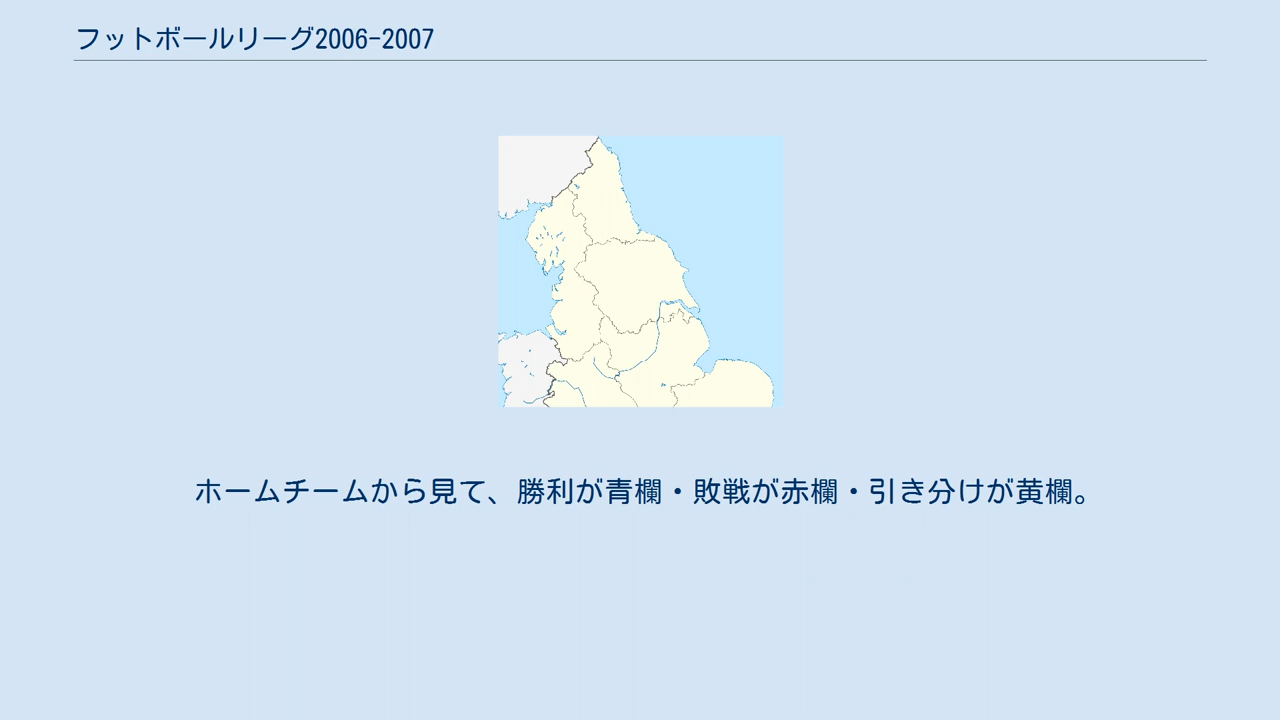 フットボールリーグ2006-2007
ホームチームから見て、勝利が青欄・敗戦が赤欄・引き分けが黄欄。